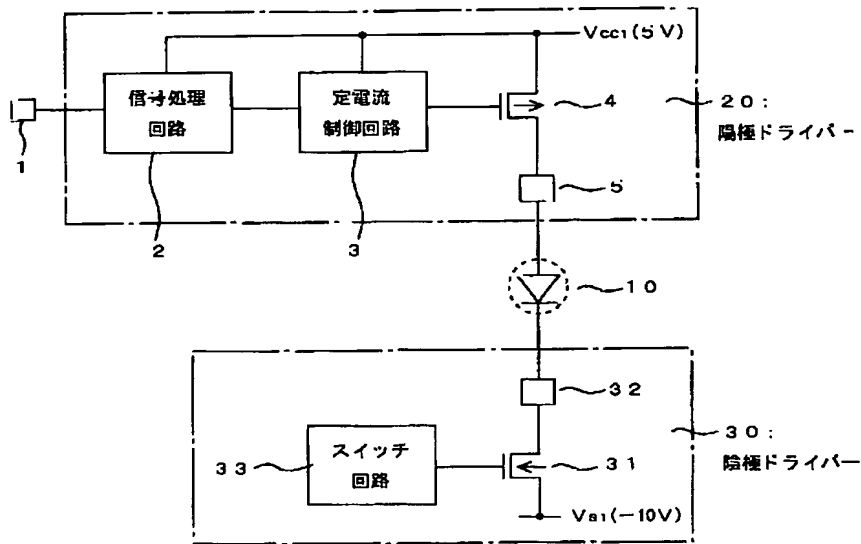 Vcc1(5V)
信号処理
回路
定電流
制御回路
4
20:
陽極ドライバー
1
2
3
5
10
32
30:
陰極ドライバー
33
スイッチ
回路
31
Vs1(-10V)